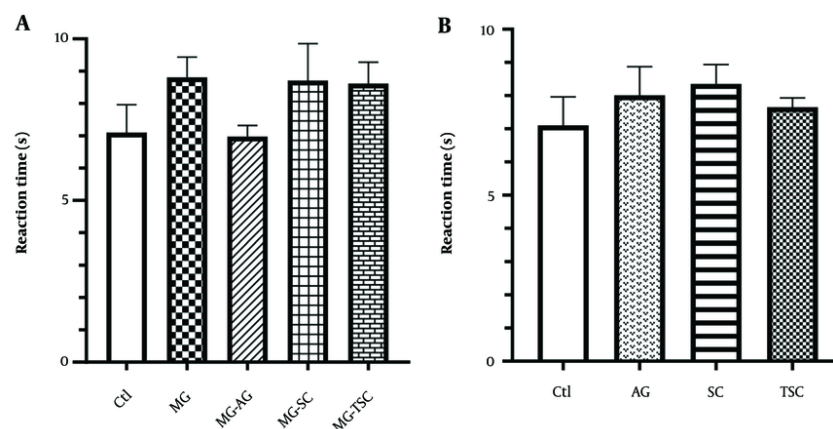 A
Reaction time (s)
10
5
0
Ctl
MG
MG-AG
MG-SC
MG-TSC
B
Reaction time (s)
10
5
0
Ctl
AG
SC
TSC